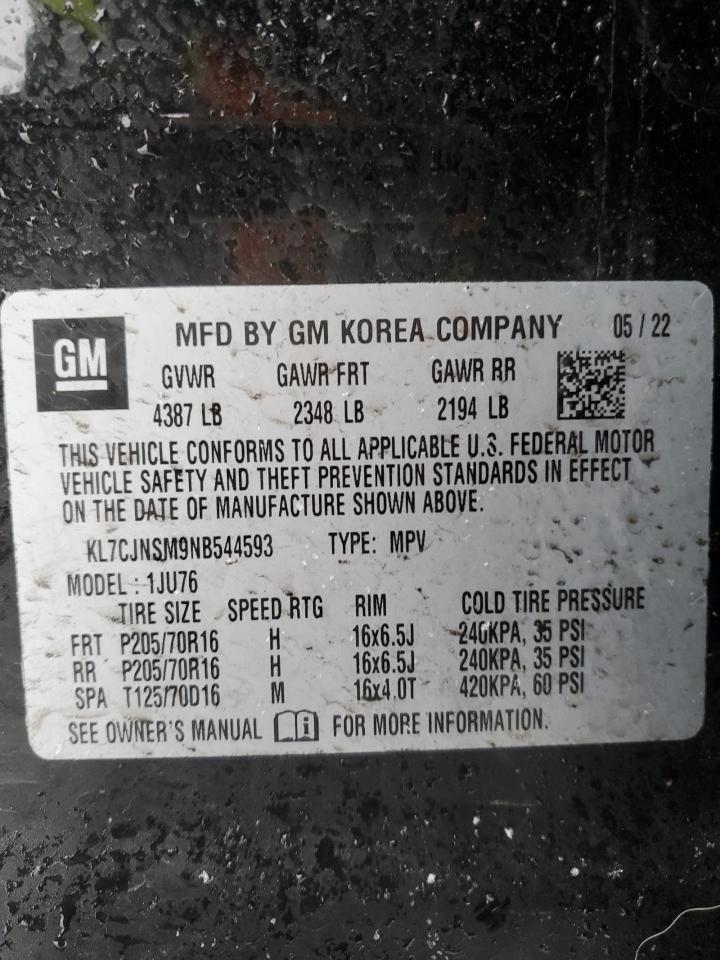 GM
MFD BY GM KOREA COMPANY 05 / 22
GVWR GAWR FRT GAWR RR
4387 LB 2348 LB 2194 LB
THIS VEHICLE CONFORMS TO ALL APPLICABLE U.S. FEDERAL MOTOR
VEHICLE SAFETY AND THEFT PREVENTION STANDARDS IN EFFECT
ON THE DATE OF MANUFACTURE SHOWN ABOVE.
KL7CJNSM9NB544593 TYPE: MPV
MODEL : 1JU76
TIRE SIZE SPEED RTG RIM COLD TIRE PRESSURE
FRT P205/70R16 H 16x6.5J 240KPA, 35 PSI
RR P205/70R16 H 16x6.5J 240KPA, 35 PSI
SPA T125/70D16 M 16x4.0T 420KPA, 60 PSI
SEE OWNER'S MANUAL i FOR MORE INFORMATION.